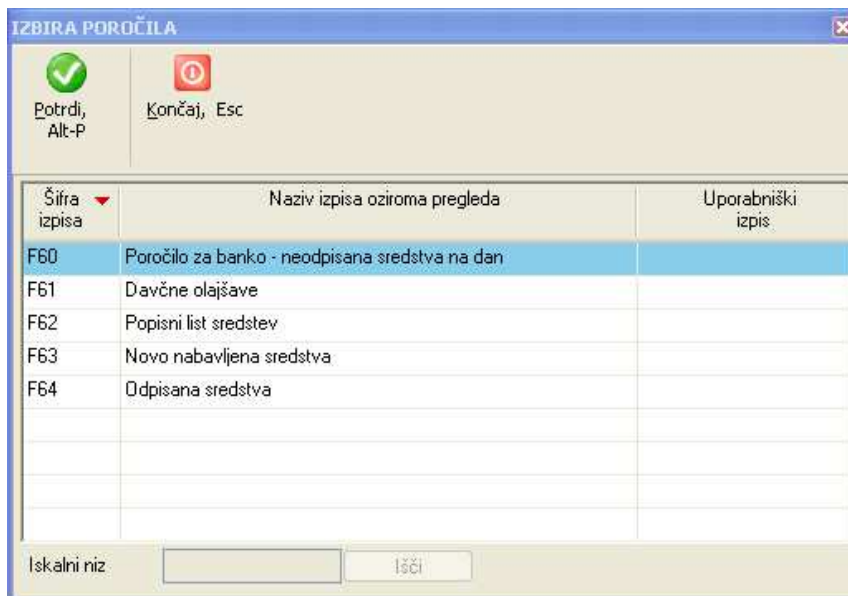 IZBIRA POROČILA
Potrdi,
Alt-P
Končaj, Esc
Šifra
izpisa
Naziv izpisa oziroma pregleda
Uporabniški
izpis
F60 Poročilo za banko - neodpisana sredstva na dan
F61 Davčne olajšave
F62 Popisni list sredstev
F63 Novo nabavljena sredstva
F64 Odpisana sredstva
Iskalni niz
Išči